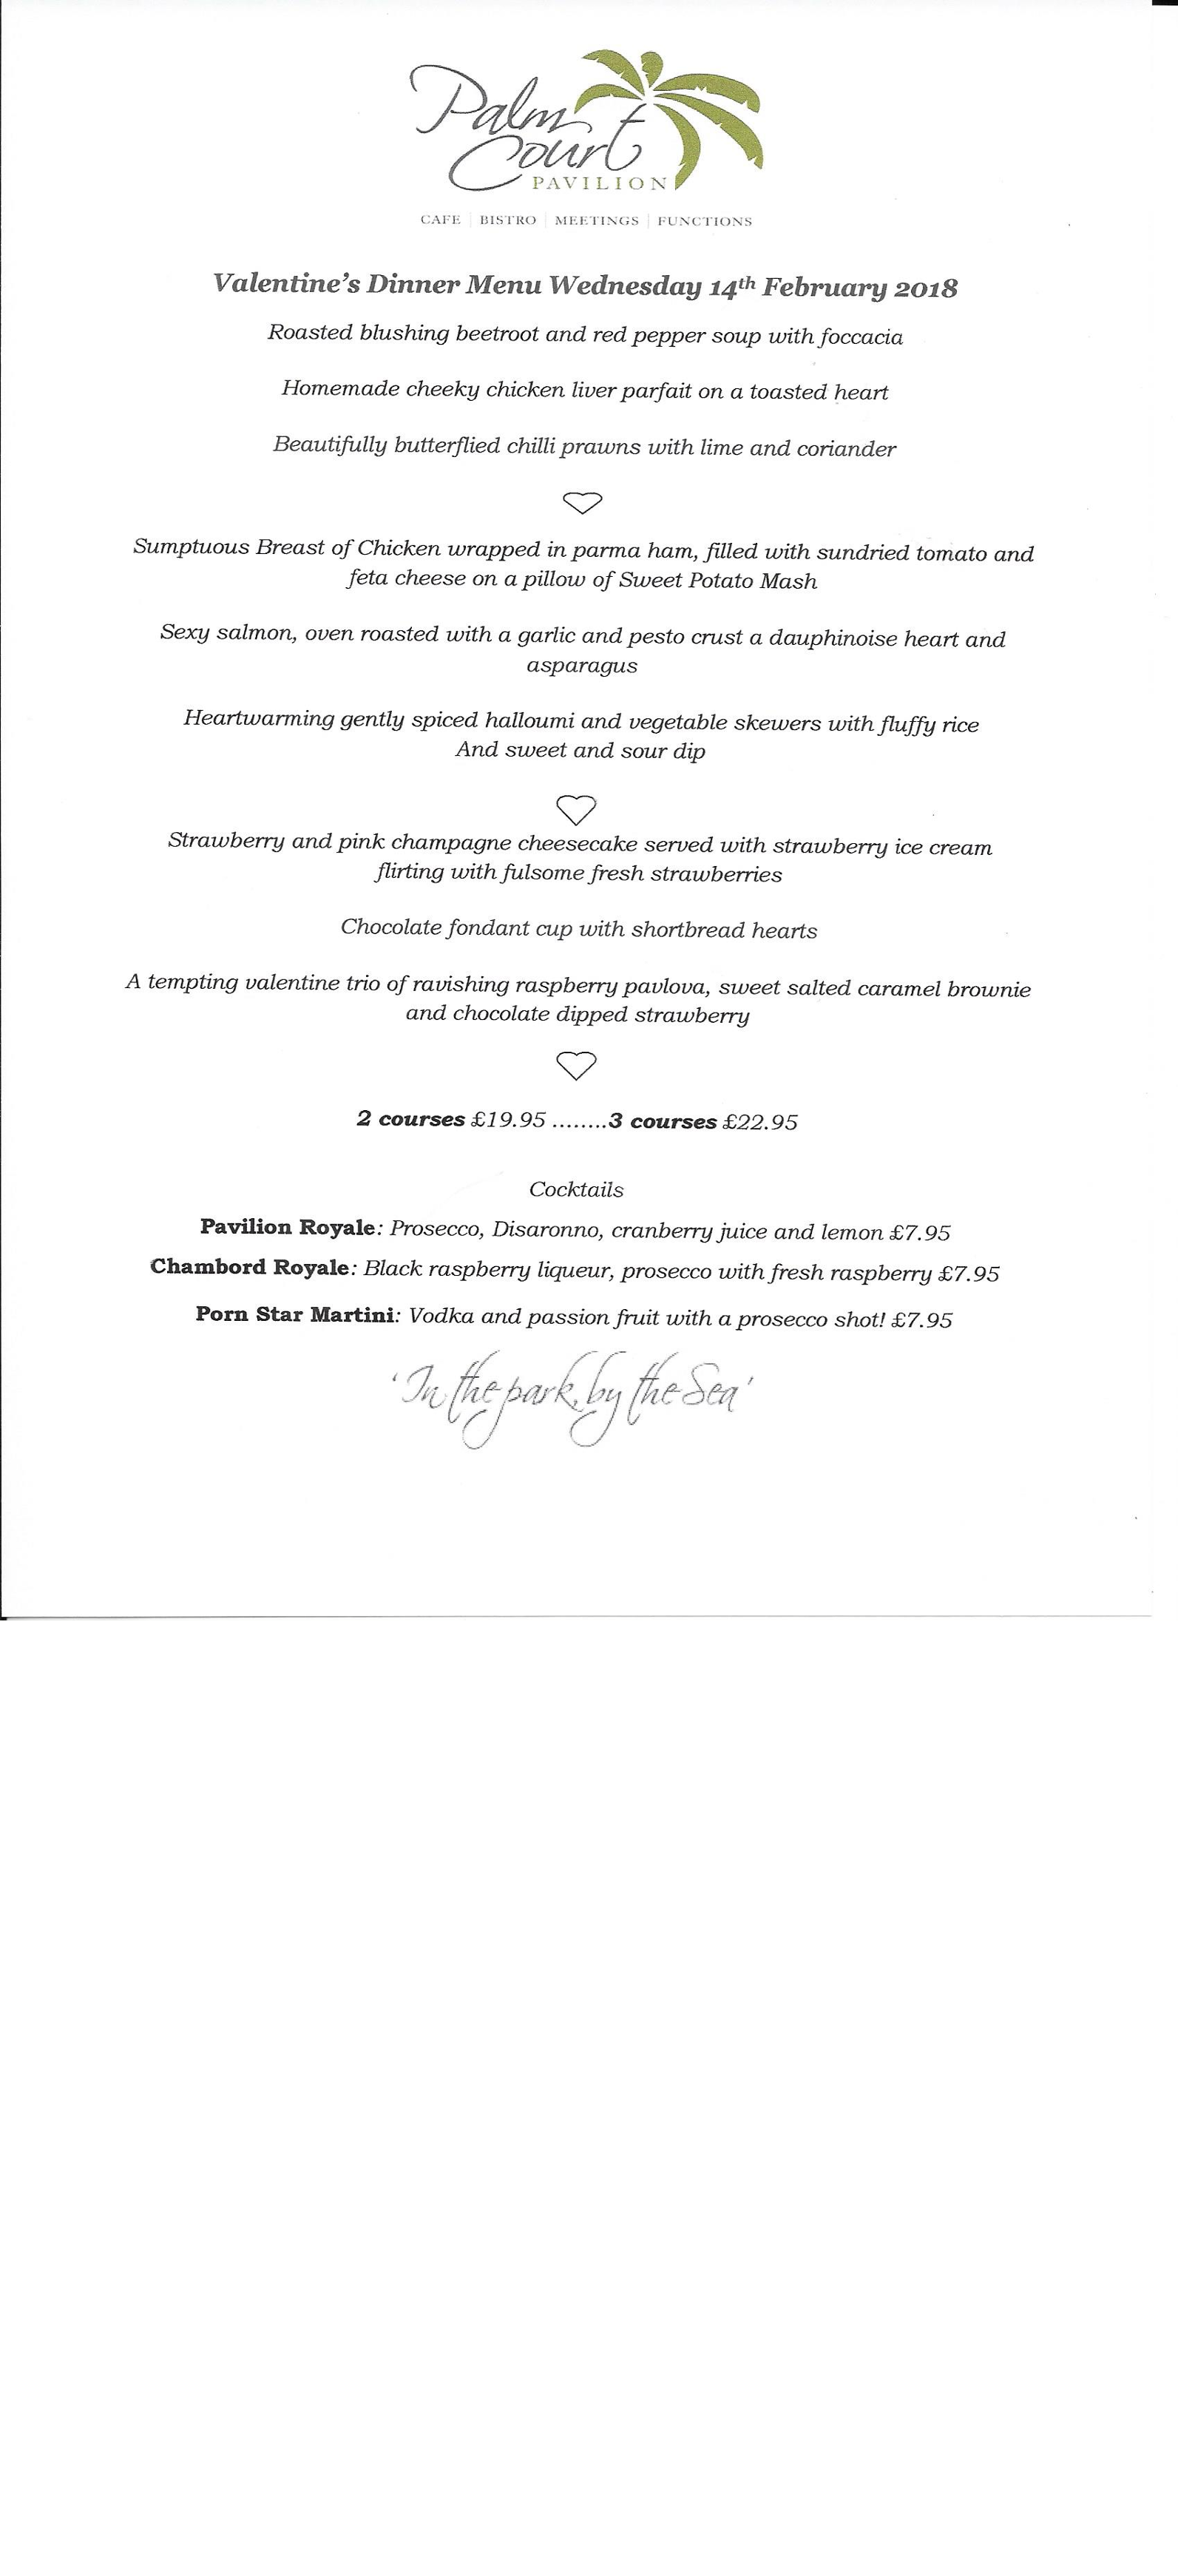 Palm
Court
PAVILION
CAFE | BISTRO | MEETINGS | FUNCTIONS
Valentine's Dinner Menu Wednesday 14th February 2018
Roasted blushing beetroot and red pepper soup with foccacia
Homemade cheeky chicken liver parfait on a toasted heart
Beautifully butterflied chilli prawns with lime and coriander
Sumptuous Breast of Chicken wrapped in parma ham, filled with sundried tomato and
feta cheese on a pillow of Sweet Potato Mash
Sexy salmon, oven roasted with a garlic and pesto crust a dauphinoise heart and
asparagus
Heartwarming gently spiced halloumi and vegetable skewers with fluffy rice
And sweet and sour dip
Strawberry and pink champagne cheesecake served with strawberry ice cream
flirting with fulsome fresh strawberries
Chocolate fondant cup with shortbread hearts
A tempting valentine trio of ravishing raspberry pavlova, sweet salted caramel brownie
and chocolate dipped strawberry
2 courses £19.95 ........3 courses £22.95
Cocktails
Pavilion Royale: Prosecco, Disaronno, cranberry juice and lemon £7.95
Chambord Royale: Black raspberry liqueur, prosecco with fresh raspberry £7.95
Porn Star Martini: Vodka and passion fruit with a prosecco shot! £7.95
'In the park, by the Sea'